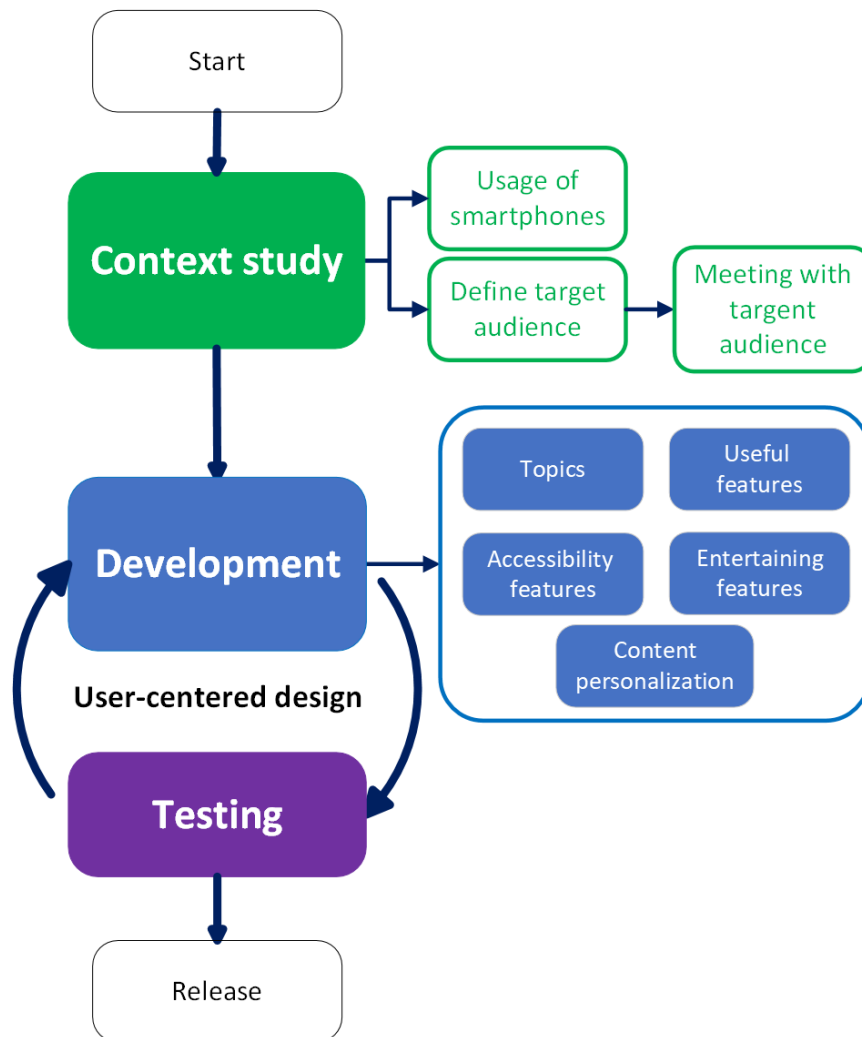 Start
Context study
Usage of
smartphones
Define target
audience
Meeting with
targent
audience
Development
Topics
Useful
features
Accessibility
features
Entertaining
features
Content
personalization
User-centered design
Testing
Release